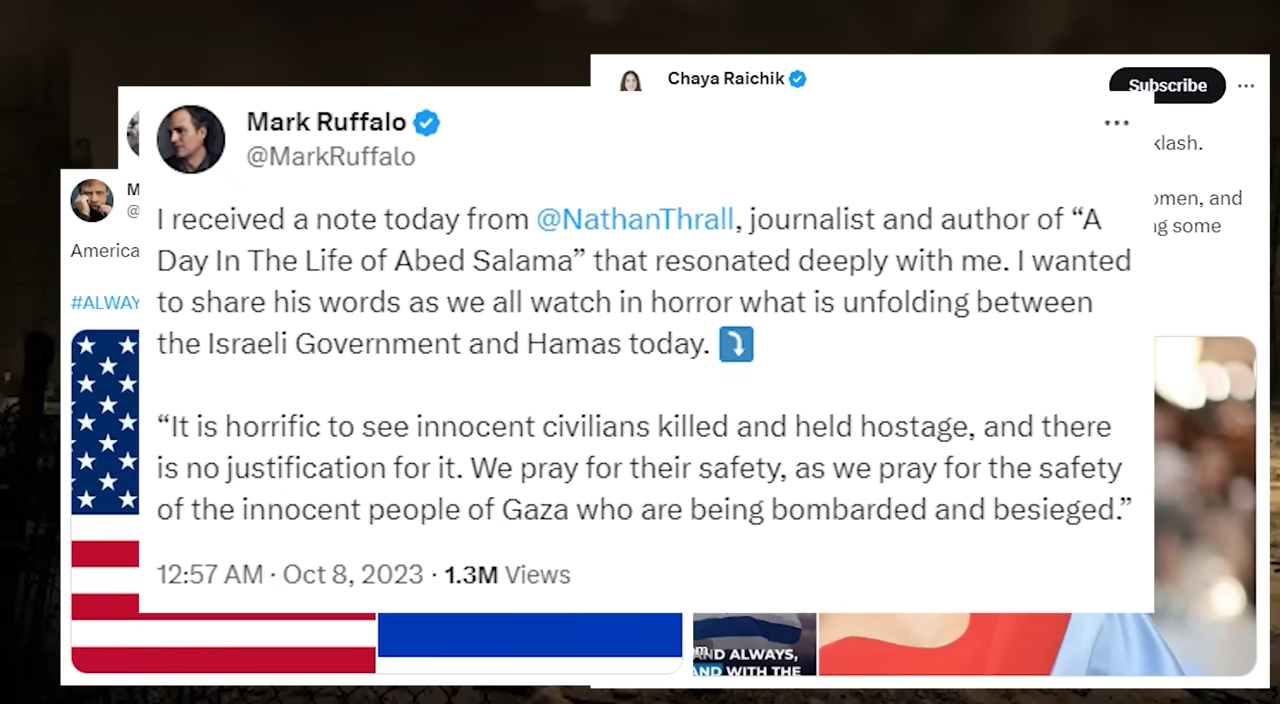 Chaya Raichik
Subscribe
Mark Ruffalo
@MarkRuffalo
klash.
M
@
omen, and
ng some
I received a note today from @NathanThrall, journalist and author of “A
Day In The Life of Abed Salama” that resonated deeply with me. I wanted
to share his words as we all watch in horror what is unfolding between
the Israeli Government and Hamas today.
America
#ALWAY
“It is horrific to see innocent civilians killed and held hostage, and there
is no justification for it. We pray for their safety, as we pray for the safety
of the innocent people of Gaza who are being bombarded and besieged.”
12:57 AM · Oct 8, 2023 · 1.3M Views
ND ALWAYS,
AND WITH THE